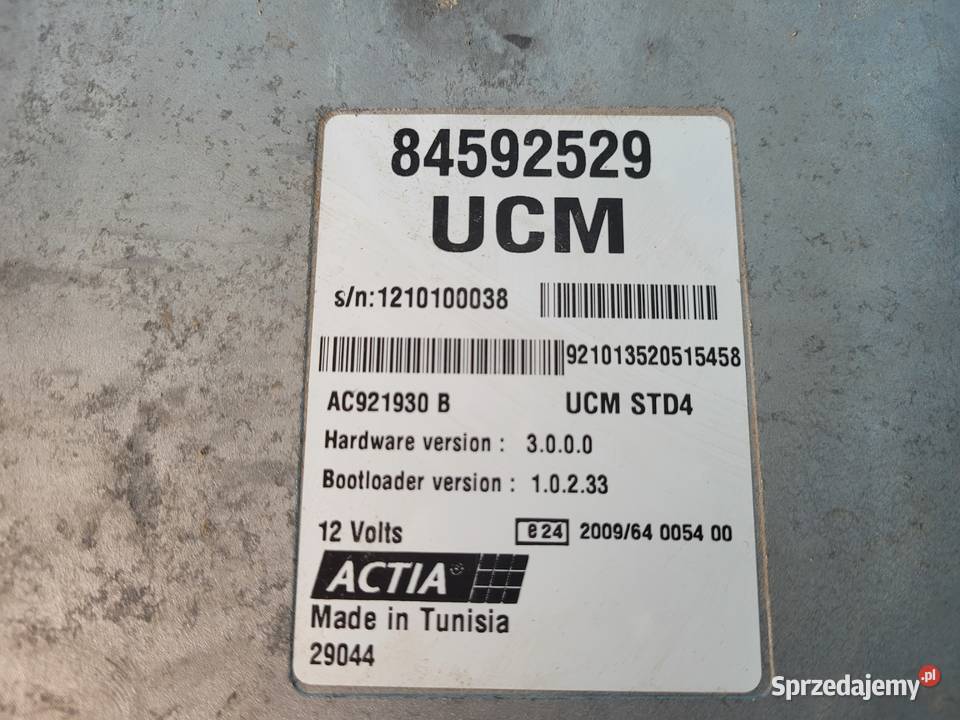 84592529
UCM
s/n:1210100038
921013520515458
AC921930 B UCM STD4
Hardware version : 3.0.0.0
Bootloader version : 1.0.2.33
12 Volts e24 2009/64 0054 00
ACTIA®
Made in Tunisia
29044
Sprzedajemy.pl